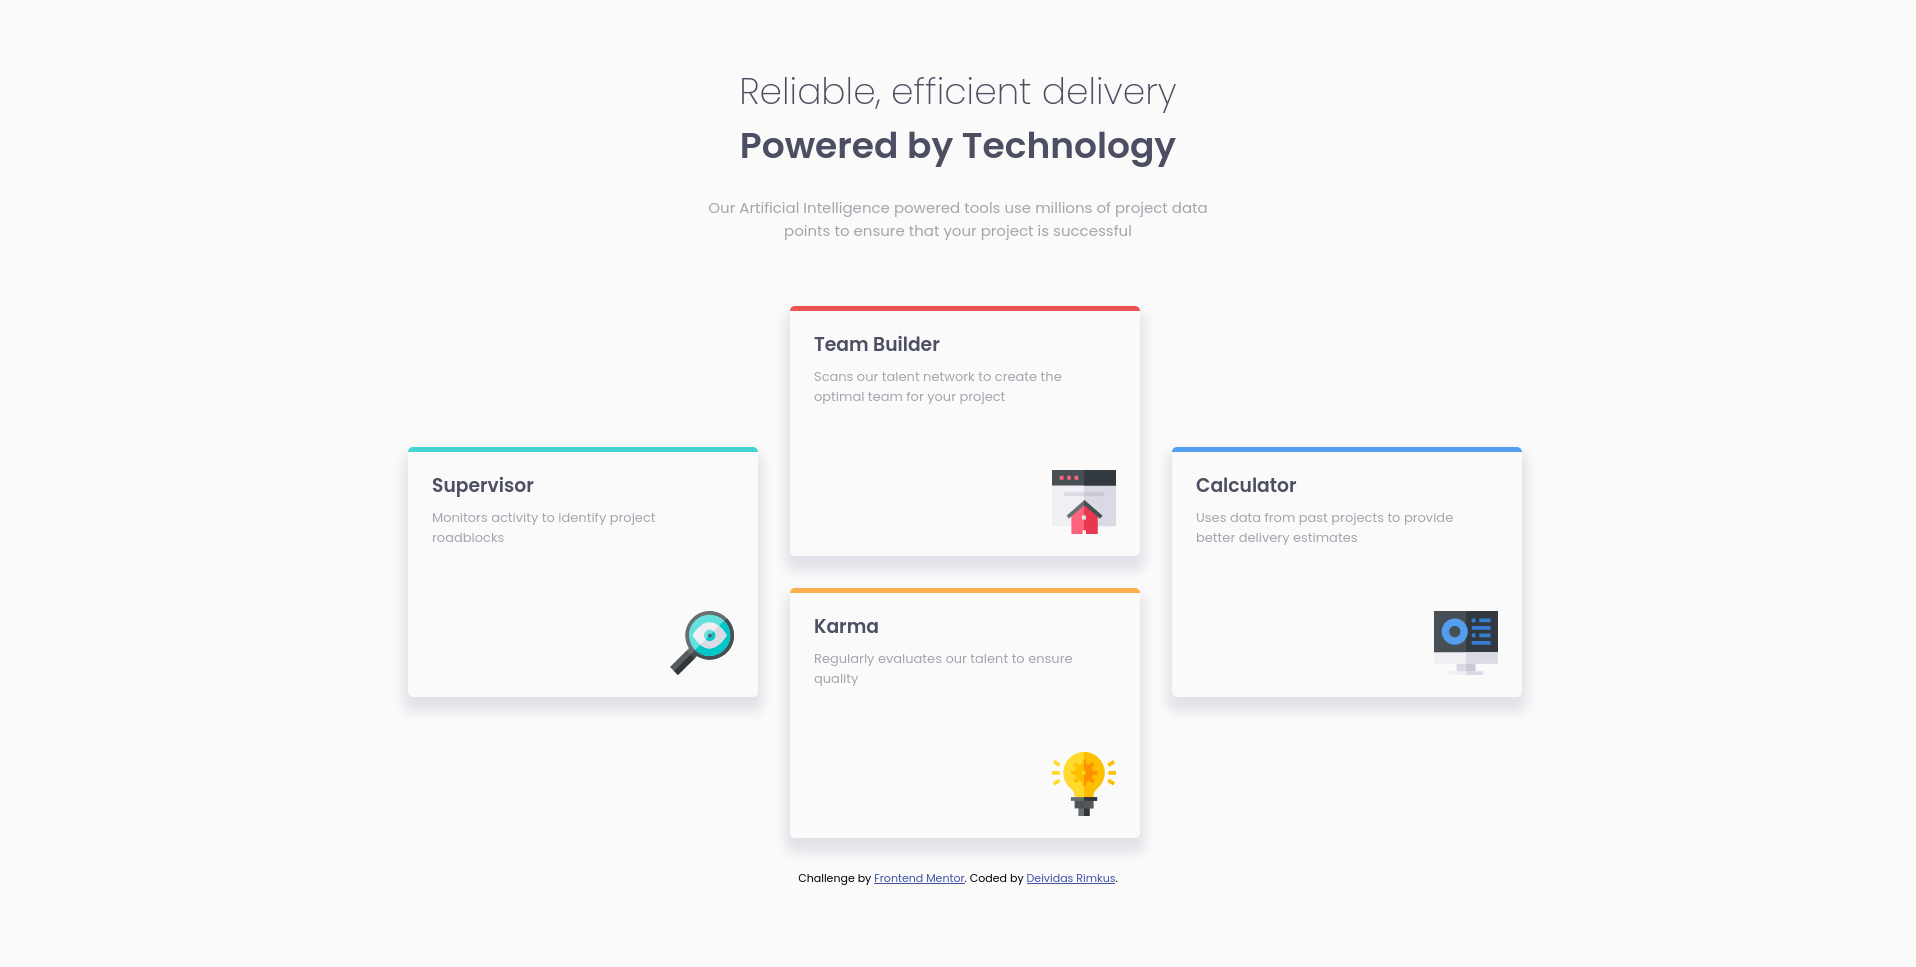 Reliable, efficient delivery
Powered by Technology
Our Artificial Intelligence powered tools use millions of project data
points to ensure that your project is successful
Team Builder
Scans our talent network to create the
optimal team for your project
Supervisor
Monitors activity to identify project
roadblocks
Calculator
Uses data from past projects to provide
better delivery estimates
Karma
Regularly evaluates our talent to ensure
quality
Challenge by Frontend Mentor. Coded by Deividas Rimkus.